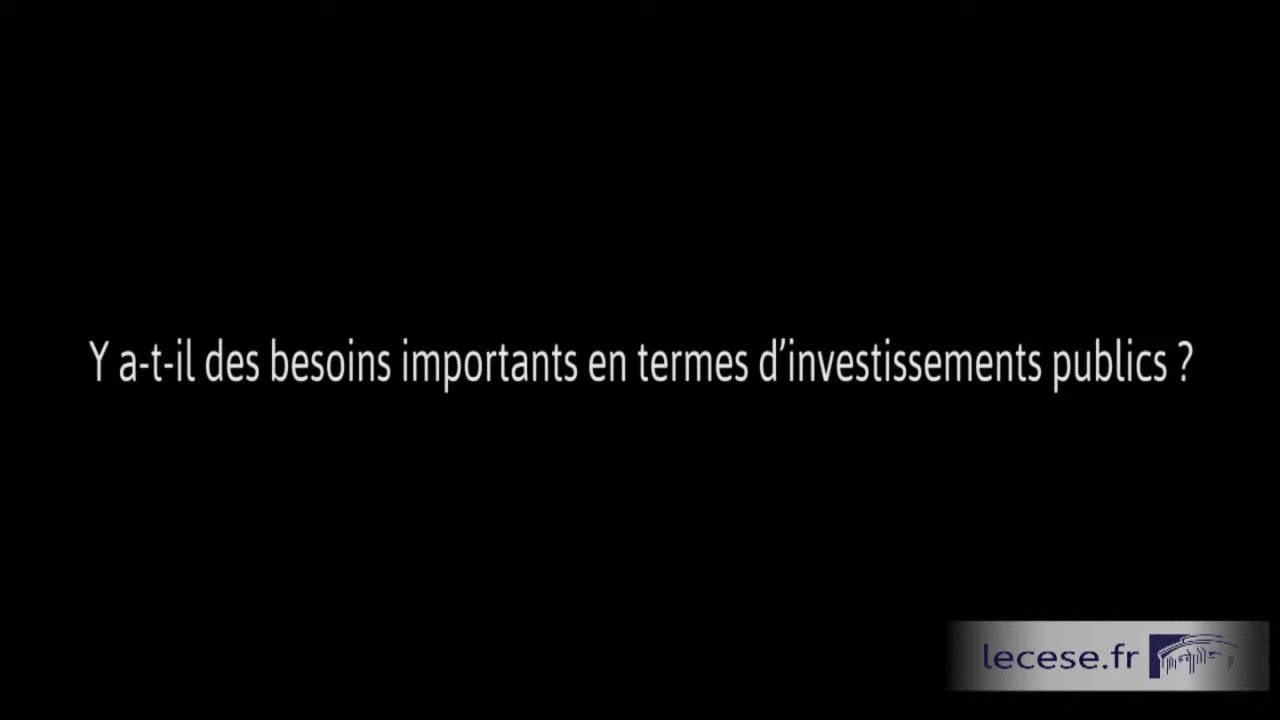 Y a-t-il des besoins importants en termes d’investissements publics ?
lecese.fr